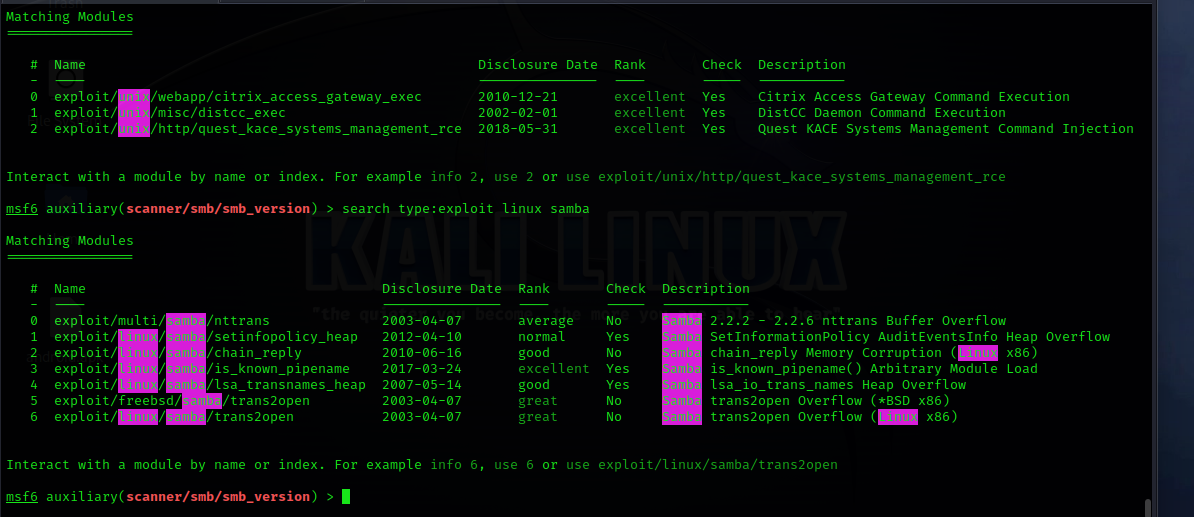 Matching Modules
================
# Name Disclosure Date Rank Check Description
- ---- --------------- ---- ----- -----------
0 exploit/unix/webapp/citrix_access_gateway_exec 2010-12-21 excellent Yes Citrix Access Gateway Command Execution
1 exploit/unix/misc/distcc_exec 2002-02-01 excellent Yes DistCC Daemon Command Execution
2 exploit/unix/http/quest_kace_systems_management_rce 2018-05-31 excellent Yes Quest KACE Systems Management Command Injection
Interact with a module by name or index. For example info 2, use 2 or use exploit/unix/http/quest_kace_systems_management_rce
msf6 auxiliary(scanner/smb/smb_version) > search type:exploit linux samba
KALI LINUX
Matching Modules
================
# Name Disclosure Date Rank Check Description
- ---- --------------- ---- ----- -----------
"the qu become, the mo you are able to
0 exploit/multi/samba/nttrans 2003-04-07 average No Samba 2.2.2 - 2.2.6 nttrans Buffer Overflow
1 exploit/linux/samba/setinfopolicy_heap 2012-04-10 normal Yes Samba SetInformationPolicy AuditEventsInfo Heap Overflow
2 exploit/linux/samba/chain_reply 2010-06-16 good No Samba chain_reply Memory Corruption (Linux x86)
3 exploit/linux/samba/is_known_pipename 2017-03-24 excellent Yes Samba is_known_pipename() Arbitrary Module Load
4 exploit/linux/samba/lsa_transnames_heap 2007-05-14 good Yes Samba lsa_io_trans_names Heap Overflow
5 exploit/freebsd/samba/trans2open 2003-04-07 great No Samba trans2open Overflow (*BSD x86)
6 exploit/linux/samba/trans2open 2003-04-07 great No Samba trans2open Overflow (Linux x86)
Interact with a module by name or index. For example info 6, use 6 or use exploit/linux/samba/trans2open
msf6 auxiliary(scanner/smb/smb_version) >